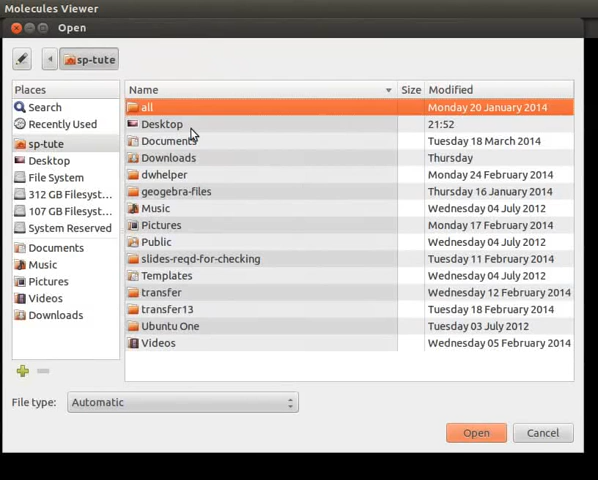 Molecules Viewer
Open
sp-tute
Places
Name Size Modified
Search
Recently Used
sp-tute
Desktop
File System
312 GB Filesyst...
107 GB Filesyst...
System Reserved
Documents
Music
Pictures
Videos
Downloads
all Monday 20 January 2014
Desktop 21:52
Documents Tuesday 18 March 2014
Downloads Thursday
dwhelper Monday 24 February 2014
geogebra-files Thursday 16 January 2014
Music Wednesday 04 July 2012
Pictures Monday 17 February 2014
Public Wednesday 04 July 2012
slides-reqd-for-checking Tuesday 11 February 2014
Templates Wednesday 04 July 2012
transfer Wednesday 12 February 2014
transfer13 Tuesday 18 February 2014
Ubuntu One Tuesday 03 July 2012
Videos Wednesday 05 February 2014
File type: Automatic
Open Cancel